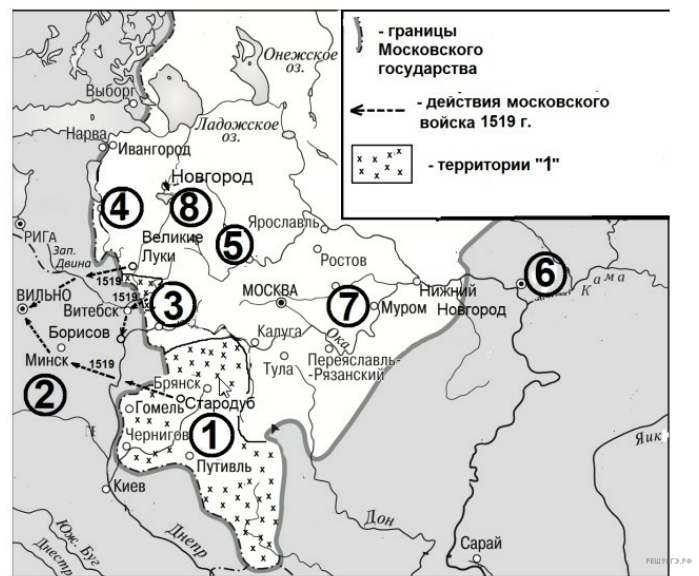 - границы
Московского
государства
- действия московского
войска 1519 г.
- территории "1"
Онежское
оз.
Выборг
Ладожское
оз.
Нарва
Ивангород
Новгород
4
8
5
Ярославль
РИГА
Великие
Луки
Ростов
Зап.
Двина
1519
6
Кама
ВИЛЬНО
1519
Витебск
3
МОСКВА
7
Муром
Нижний
Новгород
Борисов
Ока
Калуга
Минск
1519
Тула
Переяславль-
-Рязанский
Брянск
2
Гомель
Стародуб
1
Чернигов
Путивль
Яик
Киев
Дон
Днепр
Юж. Буг
Днестр
Сарай
РЕШУЕГЭ.РФ